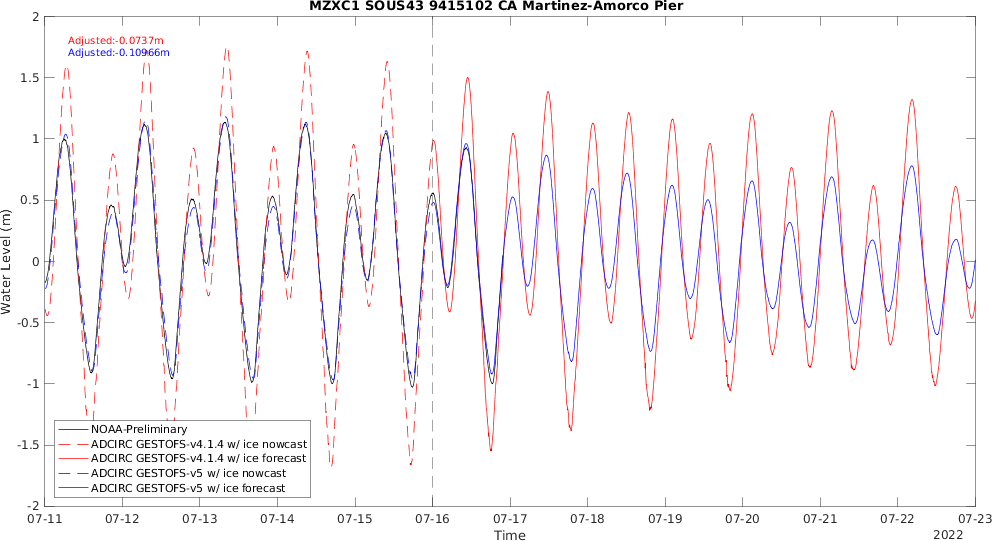 MZXC1 SOUS43 9415102 CA Martinez-Amorco Pier
Adjusted:-0.0737m
Adjusted:-0.10966m
2
1.5
1
0.5
0
-0.5
-1
-1.5
-2
Water Level (m)
NOAA-Preliminary
ADCIRC GESTOFS-v4.1.4 w/ ice nowcast
ADCIRC GESTOFS-v4.1.4 w/ ice forecast
ADCIRC GESTOFS-v5 w/ ice nowcast
ADCIRC GESTOFS-v5 w/ ice forecast
07-11 07-12 07-13 07-14 07-15 07-16 07-17 07-18 07-19 07-20 07-21 07-22 07-23
Time
2022